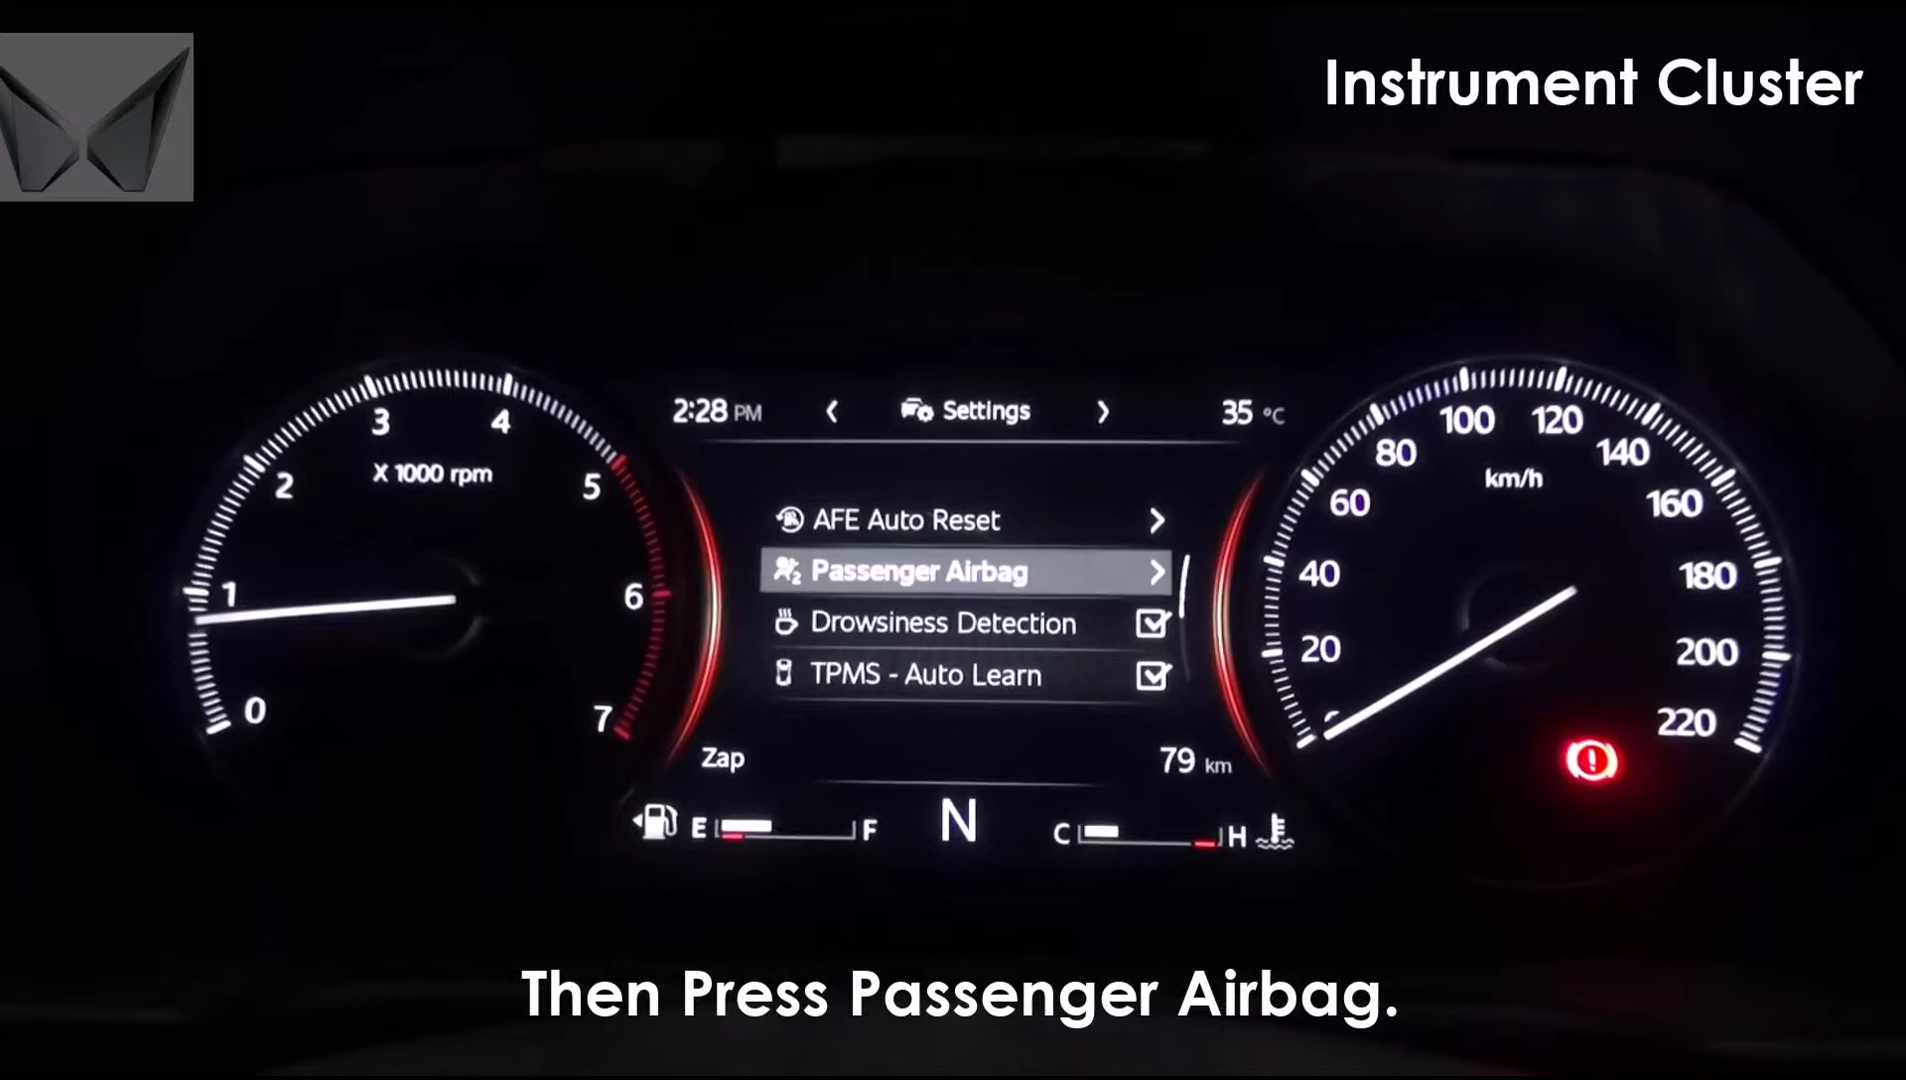 Instrument Cluster
2:28 PM
Settings
35 °C
3
4
2
X 1000 rpm
5
1
6
0
7
AFE Auto Reset
Passenger Airbag
Drowsiness Detection
TPMS - Auto Learn
Zap
79 km
E
F
N
C
H
100
120
80
140
km/h
60
160
40
180
20
200
220
Then Press Passenger Airbag.